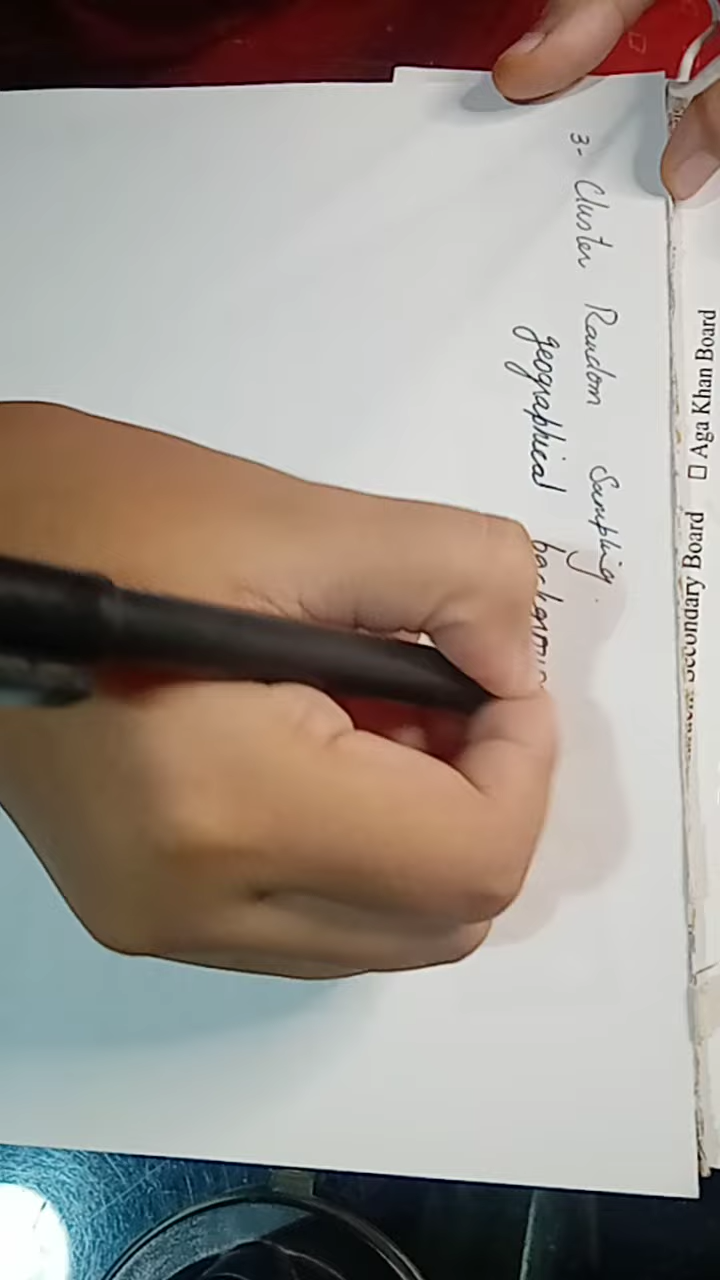 Aga Khan Board
Secondary Board
3- Cluster Random Sampling.
geographical